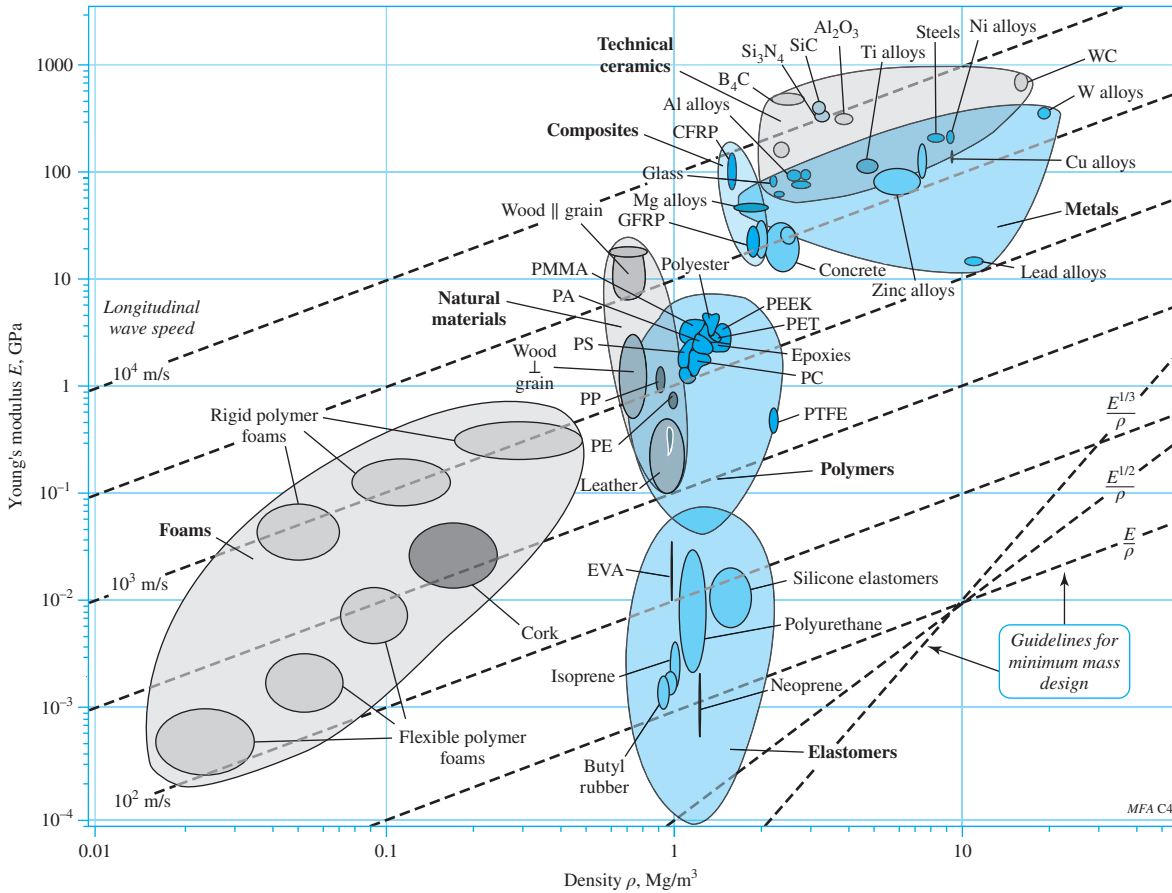 Al₂O₃
Steels
Ni alloys
Technical
ceramics
SiC
Si₃N₄
Ti alloys
WC
B₄C
Al alloys
W alloys
Composites
CFRP
Glass
Cu alloys
Mg alloys
Metals
Wood || grain
GFRP
Polyester
Concrete
Lead alloys
PMMA
Zinc alloys
PEEK
Longitudinal
wave speed
Natural
materials
PA
PET
PS
Epoxies
Wood
⊥
grain
PC
10⁴ m/s
PP
PTFE
Rigid polymer
foams
PE
Polymers
Leather
Foams
E^1/3
ρ
E^1/2
ρ
E
ρ
10³ m/s
EVA
Silicone elastomers
Cork
Polyurethane
Guidelines for
minimum mass
design
Isoprene
Neoprene
Flexible polymer
foams
Elastomers
Butyl
rubber
10² m/s
MFA C4
Young's modulus E, GPa
1000
100
10
1
10⁻¹
10⁻²
10⁻³
10⁻⁴
0.01
0.1
1
10
Density ρ, Mg/m³